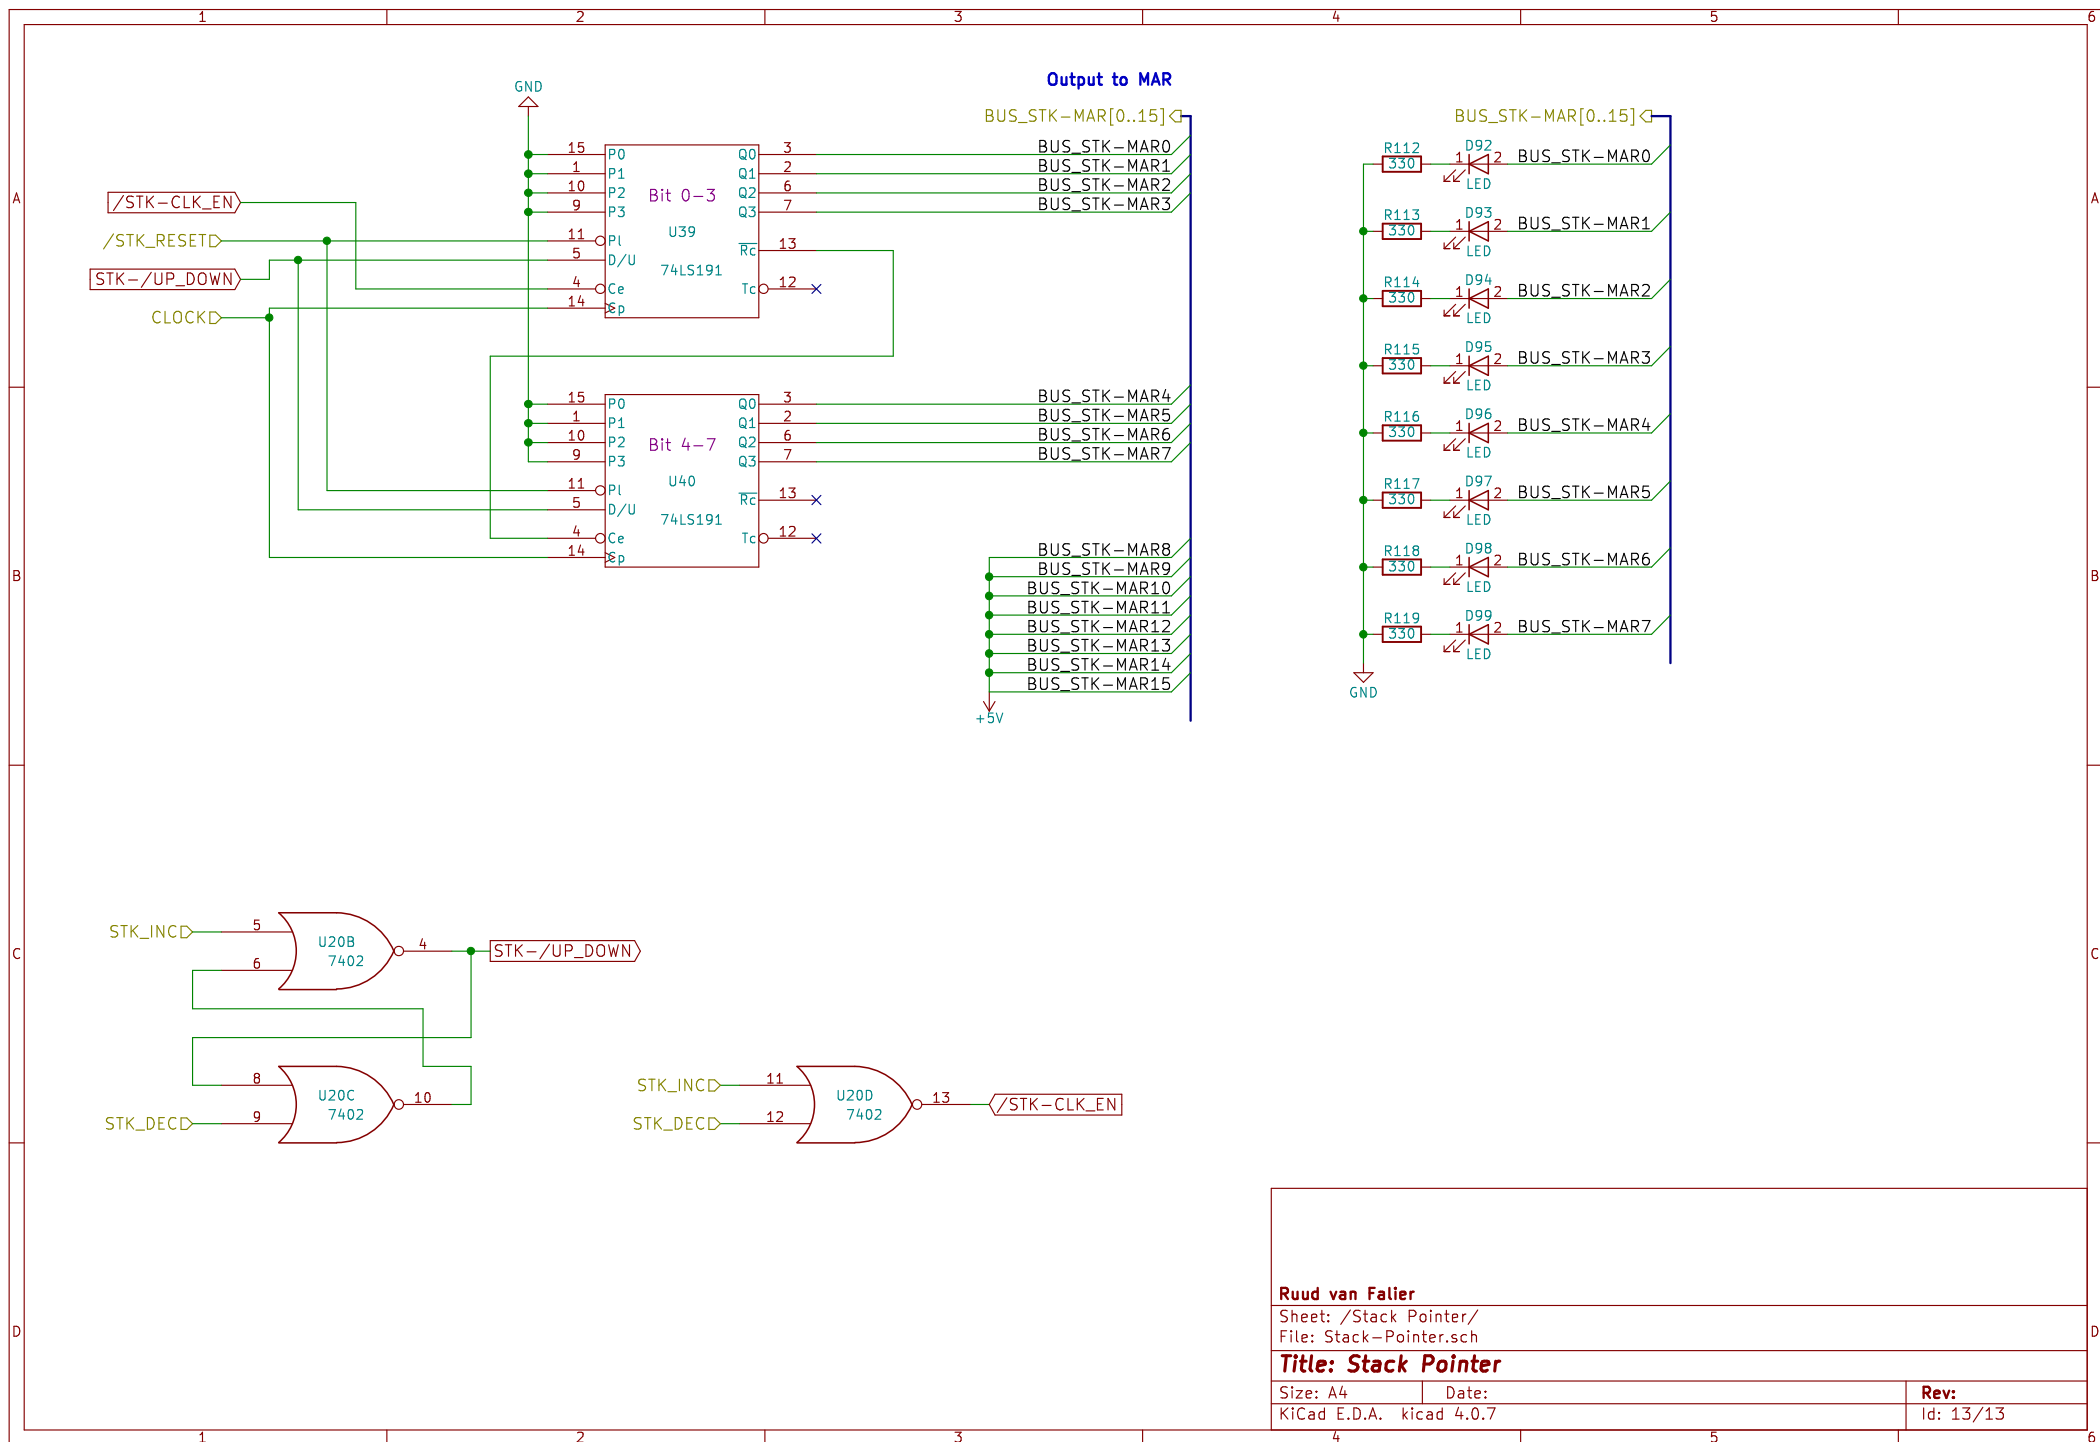 1 2 3 4 5 6
Output to MAR
GND
BUS_STK-MAR[0..15]
BUS_STK-MAR[0..15]
A
/STK-CLK_EN
/STK_RESET
STK-/UP_DOWN
CLOCK
15 P0 Q0 3 BUS_STK-MAR0
1 P1 Q1 2 BUS_STK-MAR1
10 P2 Q2 6 BUS_STK-MAR2
9 P3 Q3 7 BUS_STK-MAR3
Bit 0-3
U39
74LS191
11 Pl
5 D/U
4 Ce
14 Cp
Rc 13
Tc 12
15 P0 Q0 3 BUS_STK-MAR4
1 P1 Q1 2 BUS_STK-MAR5
10 P2 Q2 6 BUS_STK-MAR6
9 P3 Q3 7 BUS_STK-MAR7
Bit 4-7
U40
74LS191
11 Pl
5 D/U
4 Ce
14 Cp
Rc 13
Tc 12
BUS_STK-MAR8
BUS_STK-MAR9
BUS_STK-MAR10
BUS_STK-MAR11
BUS_STK-MAR12
BUS_STK-MAR13
BUS_STK-MAR14
BUS_STK-MAR15
+5V
R112 D92
330 1 2 BUS_STK-MAR0
LED
R113 D93
330 1 2 BUS_STK-MAR1
LED
R114 D94
330 1 2 BUS_STK-MAR2
LED
R115 D95
330 1 2 BUS_STK-MAR3
LED
R116 D96
330 1 2 BUS_STK-MAR4
LED
R117 D97
330 1 2 BUS_STK-MAR5
LED
R118 D98
330 1 2 BUS_STK-MAR6
LED
R119 D99
330 1 2 BUS_STK-MAR7
LED
GND
A
B
B
C
C
STK_INC 5
6
U20B
7402
4 STK-/UP_DOWN
8
STK_DEC 9
U20C
7402
10
STK_INC 11
STK_DEC 12
U20D
7402
13 /STK-CLK_EN
D
D
Ruud van Falier
Sheet: /Stack Pointer/
File: Stack-Pointer.sch
Title: Stack Pointer
Size: A4 Date: Rev:
KiCad E.D.A. kicad 4.0.7 Id: 13/13
1 2 3 4 5 6